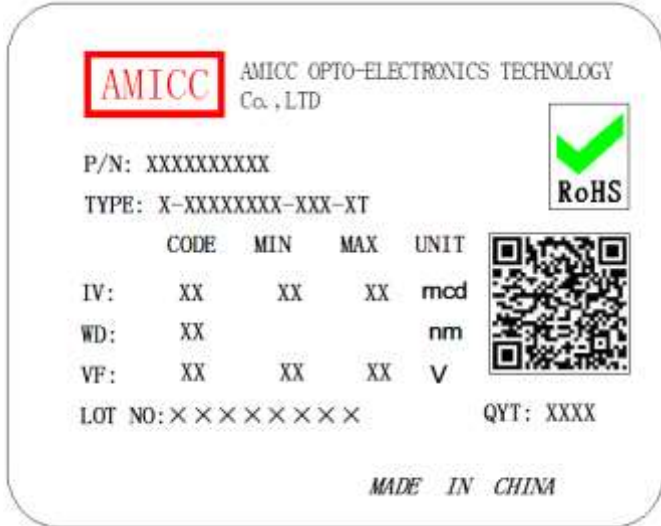 AMICC
AMICC OPTO-ELECTRONICS TECHNOLOGY
Co.,LTD
RoHS
P/N: XXXXXXXXXX
TYPE: X-XXXXXXXX-XXX-XT
CODE MIN MAX UNIT
IV: XX XX XX mcd
WD: XX nm
VF: XX XX XX V
LOT NO:××××××××
QYT: XXXX
MADE IN CHINA